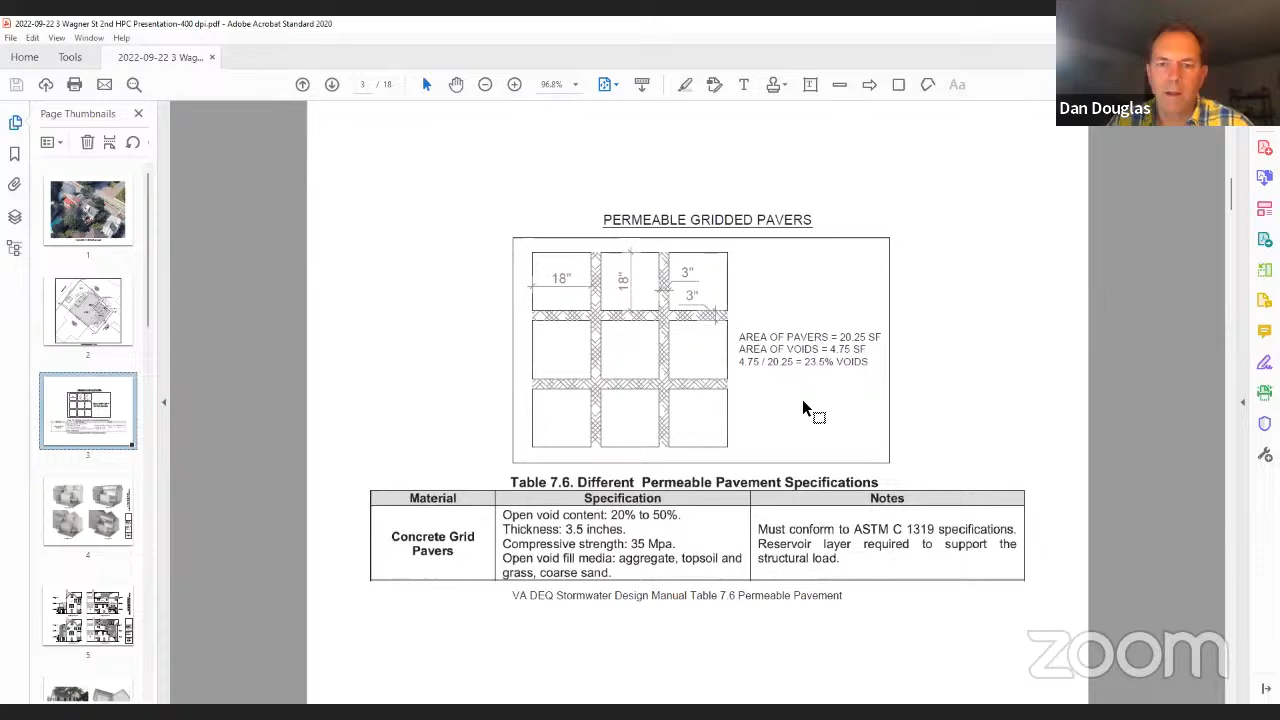 2022-09-22 3 Wagner St 2nd HPC Presentation-400 dpi.pdf - Adobe Acrobat Standard 2020
File Edit View Window Help
Home Tools 2022-09-22 3 Wag... ×
3 / 18 96.8% Aa
Dan Douglas
Page Thumbnails
1
2
3
4
5
PERMEABLE GRIDDED PAVERS
18" 18" 3"
3"
AREA OF PAVERS = 20.25 SF
AREA OF VOIDS = 4.75 SF
4.75 / 20.25 = 23.5% VOIDS
Table 7.6. Different Permeable Pavement Specifications
Material Specification Notes
Concrete Grid
Pavers
Open void content: 20% to 50%.
Thickness: 3.5 inches.
Compressive strength: 35 Mpa.
Open void fill media: aggregate, topsoil and
grass, coarse sand.
Must conform to ASTM C 1319 specifications.
Reservoir layer required to support the
structural load.
VA DEQ Stormwater Design Manual Table 7.6 Permeable Pavement
zoom